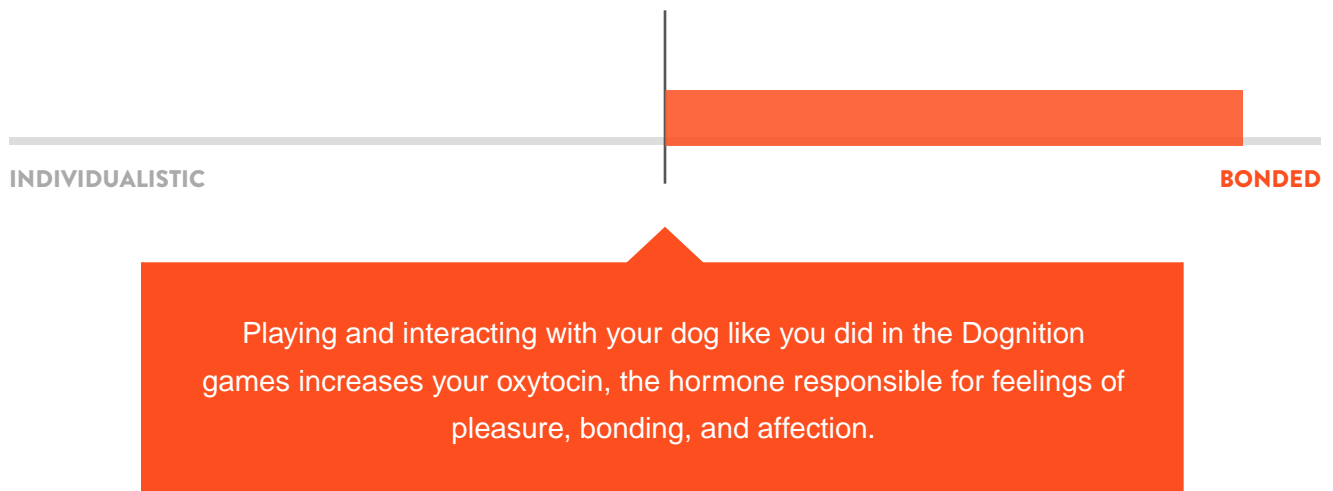 INDIVIDUALISTIC
BONDED
Playing and interacting with your dog like you did in the Dognition
games increases your oxytocin, the hormone responsible for feelings of
pleasure, bonding, and affection.